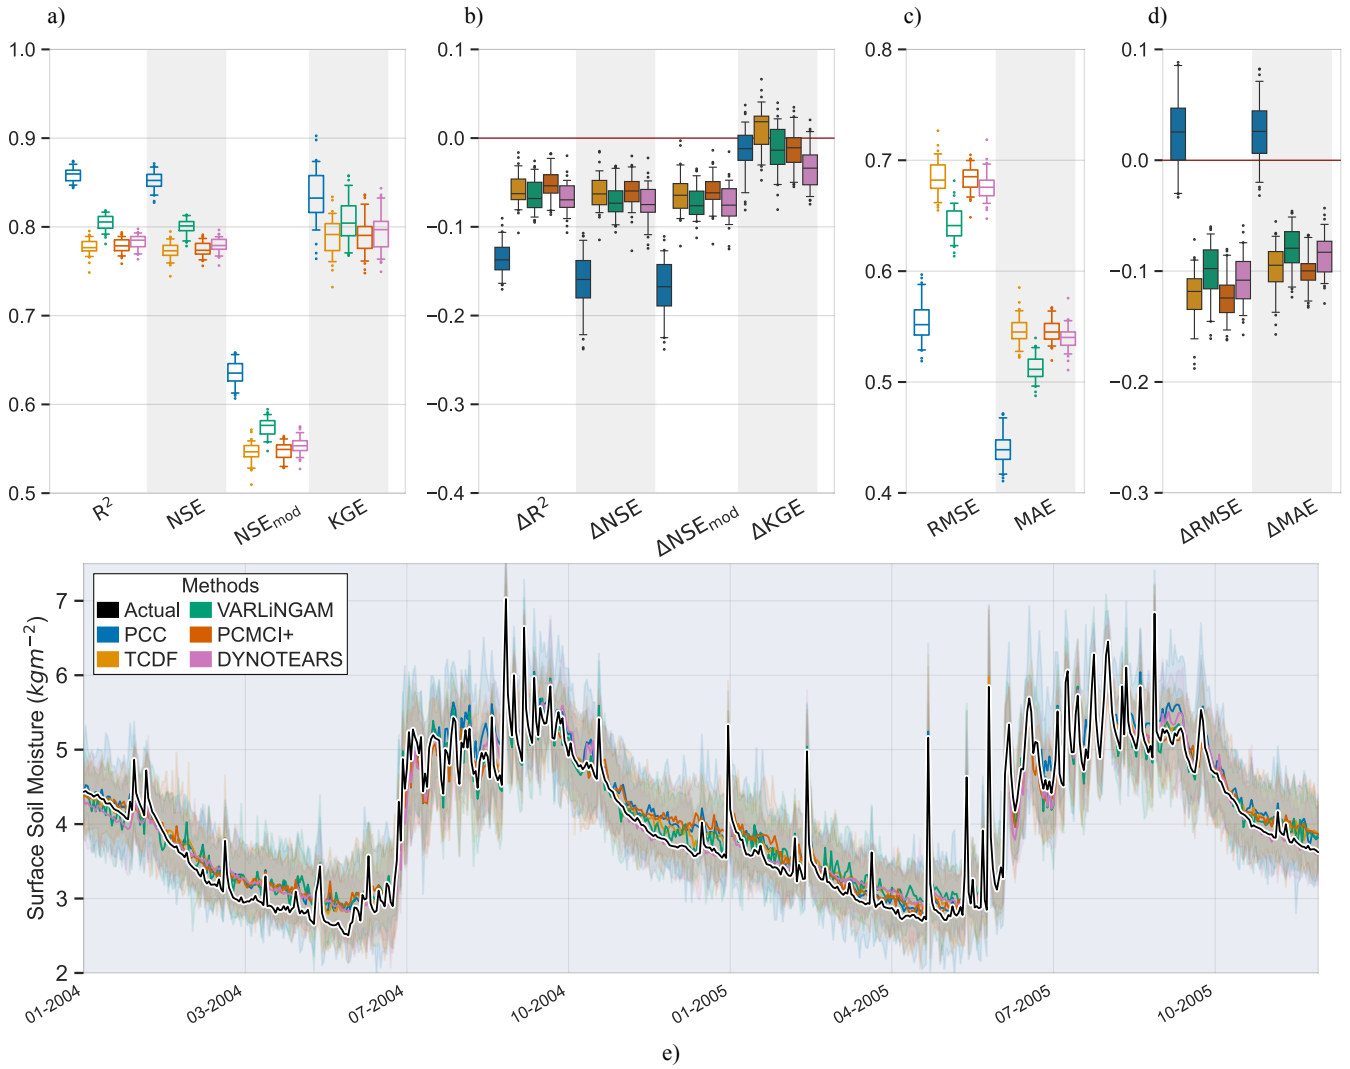 a)
b)
c)
d)
1.0
0.9
0.8
0.7
0.6
0.5
R²
NSE
NSE_mod
KGE
0.1
0.0
−0.1
−0.2
−0.3
−0.4
ΔR²
ΔNSE
ΔNSE_mod
ΔKGE
0.8
0.7
0.6
0.5
0.4
RMSE
MAE
0.1
0.0
−0.1
−0.2
−0.3
ΔRMSE
ΔMAE
Surface Soil Moisture (kgm⁻²)
7
6
5
4
3
2
Methods
Actual
PCC
TCDF
VARLiNGAM
PCMCI+
DYNOTEARS
01-2004
03-2004
07-2004
10-2004
01-2005
04-2005
07-2005
10-2005
e)